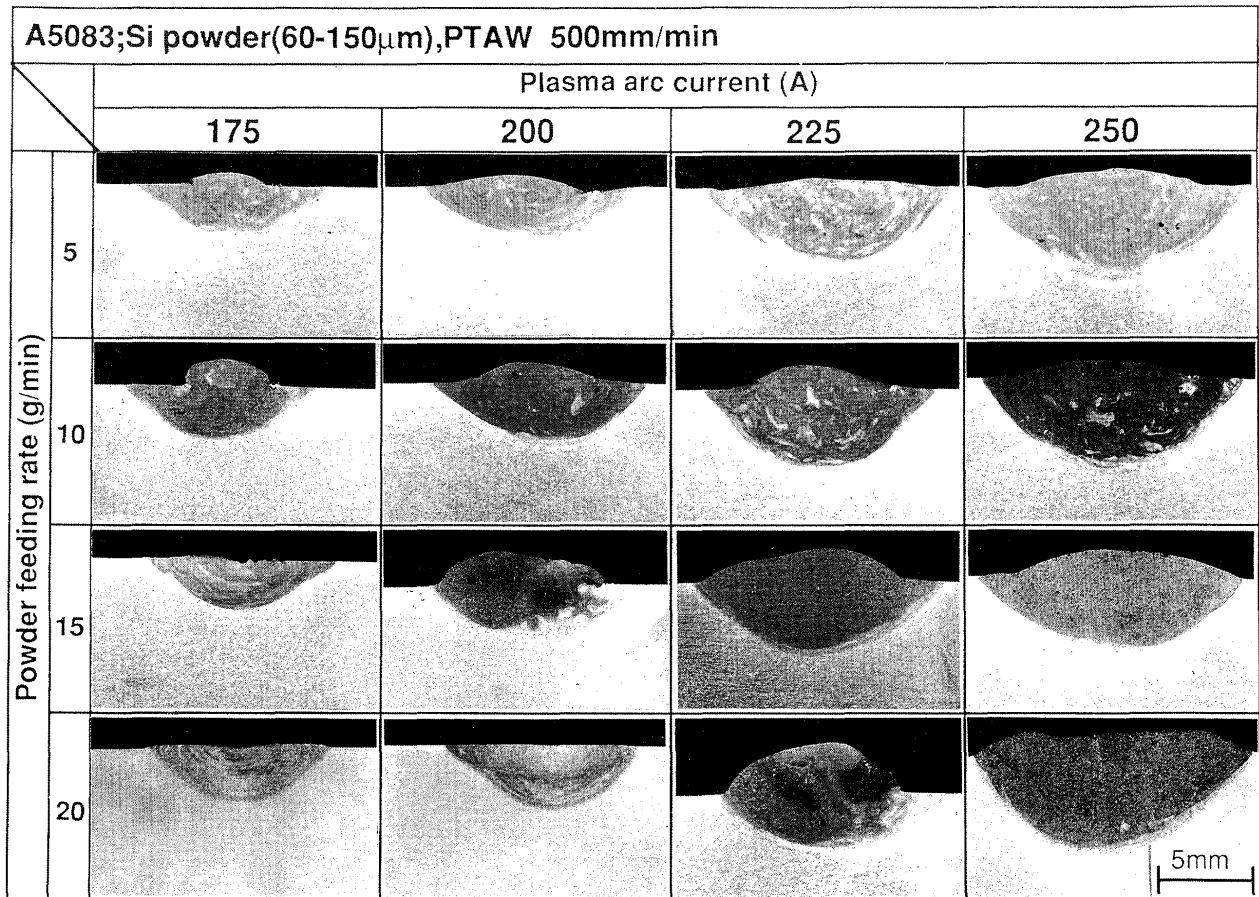 A5083;Si powder(60-150μm),PTAW 500mm/min
Plasma arc current (A)
175 200 225 250
Powder feeding rate (g/min)
5
10
15
20
5mm